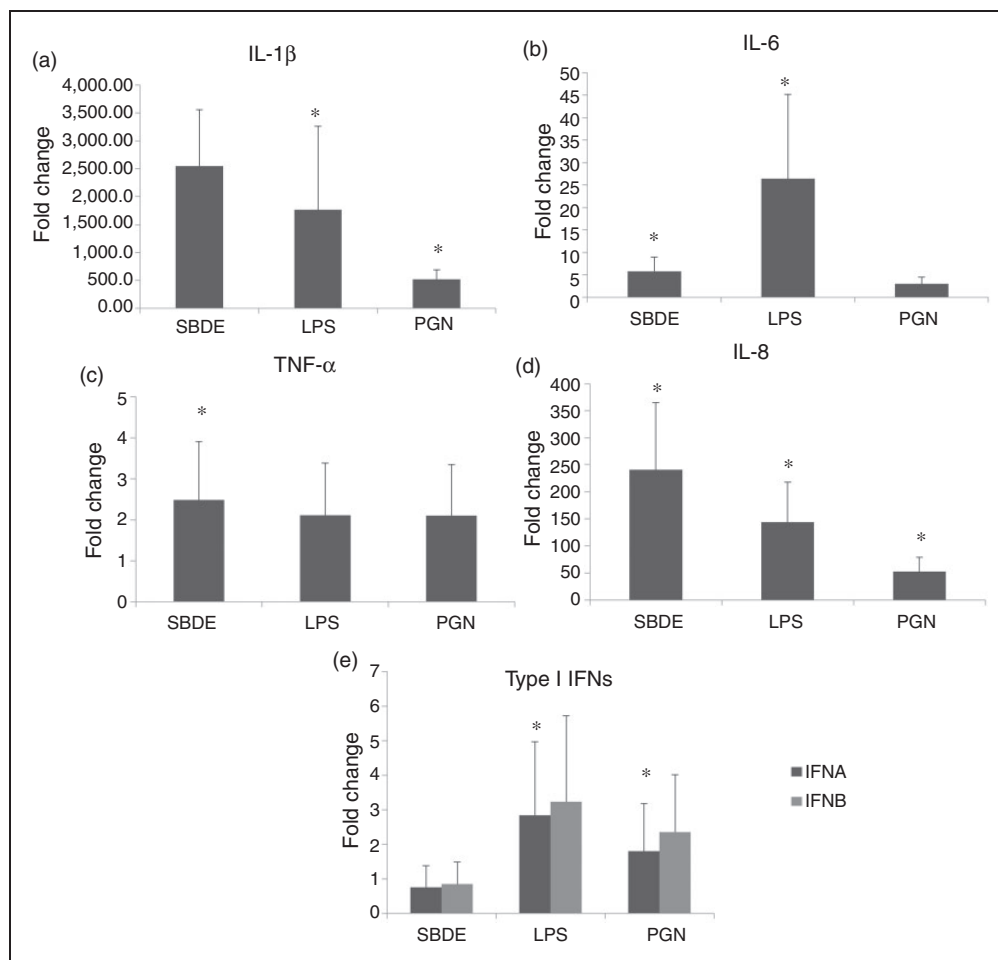 (a)
IL-1β
Fold change
4,000.00
3,500.00
3,000.00
2,500.00
2,000.0
1,500.00
1,000.0
500.0
0.00
*
*
SBDE LPS PGN
(b)
IL-6
Fold change
50
45
40
35
30
25
20
15
10
5
0
*
*
SBDE LPS PGN
(c)
TNF-α
Fold change
5
4
3
2
1
0
*
SBDE LPS PGN
(d)
IL-8
Fold change
400
350
300
250
200
150
100
50
0
*
*
*
SBDE LPS PGN
(e)
Type I IFNs
Fold change
7
6
5
4
3
2
1
0
*
*
SBDE LPS PGN
IFNA
IFNB